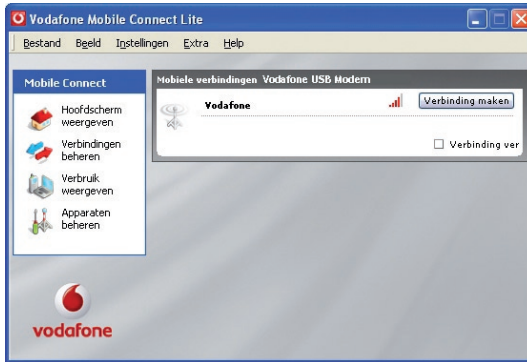 Vodafone Mobile Connect Lite
Bestand Beeld Instellingen Extra Help
Mobile Connect
Hoofdscherm
weergeven
Verbindingen
beheren
Verbruik
weergeven
Apparaten
beheren
Mobiele verbindingen Vodafone USB Modem
Vodafone
Verbinding maken
Verbinding ver
vodafone